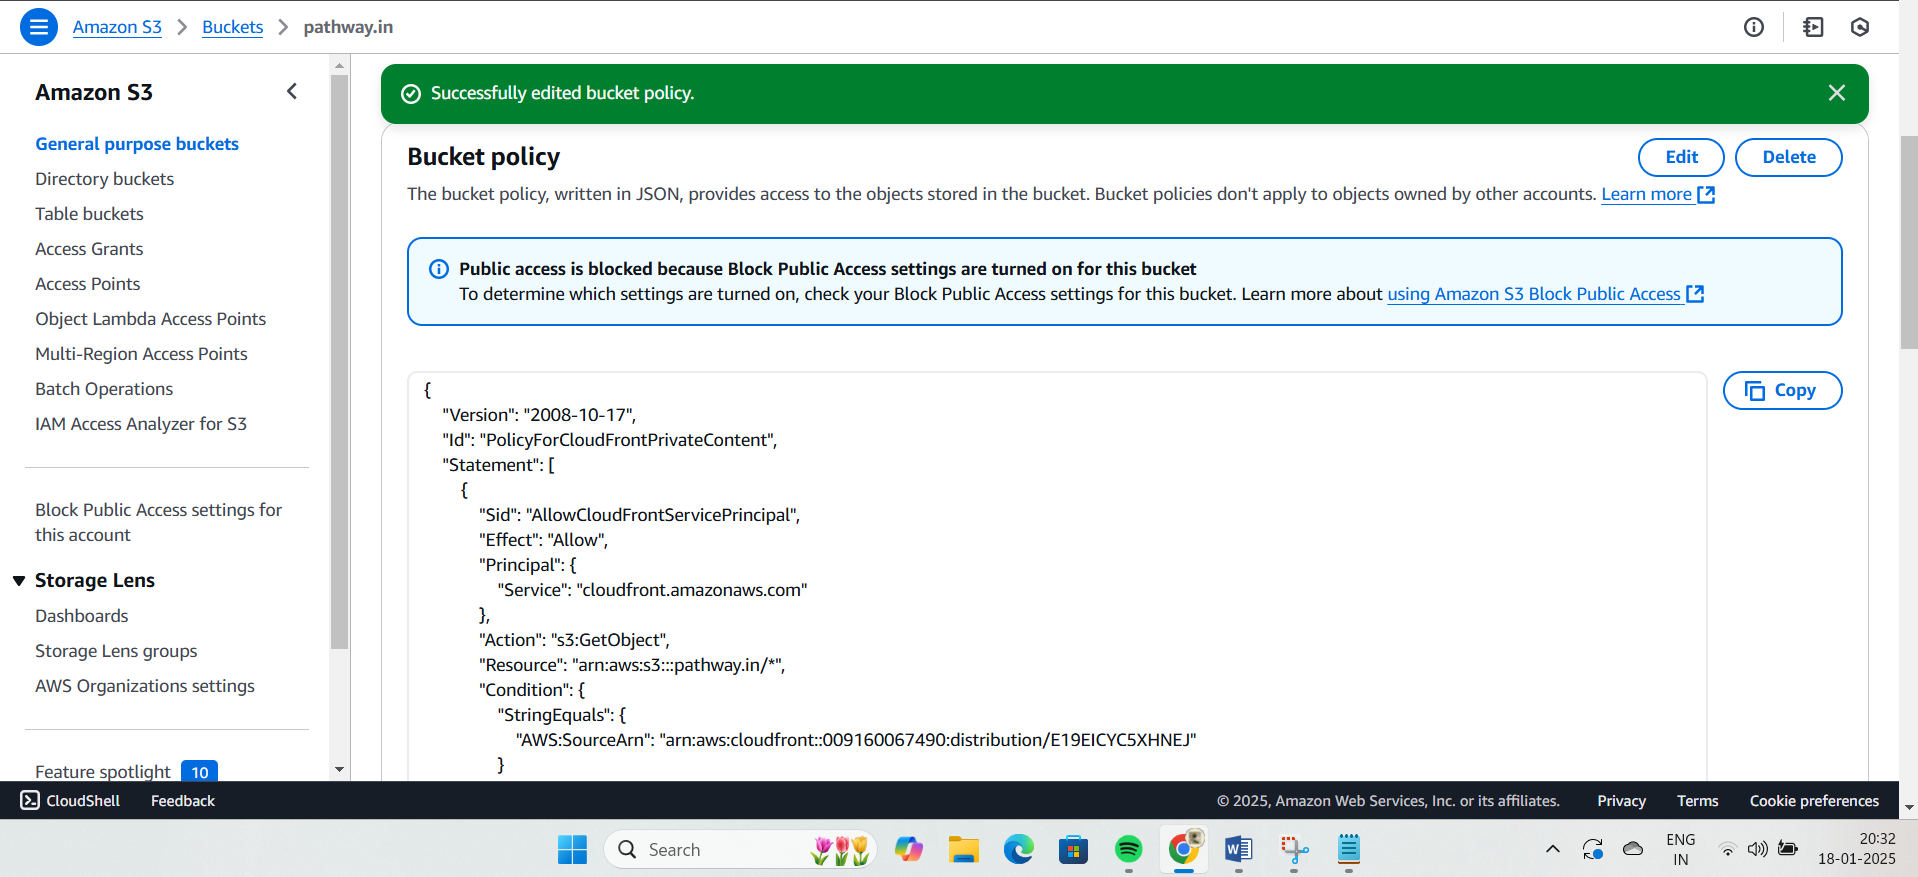 Amazon S3 > Buckets > pathway.in
Amazon S3
General purpose buckets
Directory buckets
Table buckets
Access Grants
Access Points
Object Lambda Access Points
Multi-Region Access Points
Batch Operations
IAM Access Analyzer for S3
Block Public Access settings for
this account
Storage Lens
Dashboards
Storage Lens groups
AWS Organizations settings
Feature spotlight 10
Successfully edited bucket policy.
Bucket policy
Edit
Delete
The bucket policy, written in JSON, provides access to the objects stored in the bucket. Bucket policies don't apply to objects owned by other accounts. Learn more
Public access is blocked because Block Public Access settings are turned on for this bucket
To determine which settings are turned on, check your Block Public Access settings for this bucket. Learn more about using Amazon S3 Block Public Access
Copy
{
"Version": "2008-10-17",
"Id": "PolicyForCloudFrontPrivateContent",
"Statement": [
{
"Sid": "AllowCloudFrontServicePrincipal",
"Effect": "Allow",
"Principal": {
"Service": "cloudfront.amazonaws.com"
},
"Action": "s3:GetObject",
"Resource": "arn:aws:s3:::pathway.in/*",
"Condition": {
"StringEquals": {
"AWS:SourceArn": "arn:aws:cloudfront::009160067490:distribution/E19EICYC5XHNEJ"
}
CloudShell Feedback © 2025, Amazon Web Services, Inc. or its affiliates. Privacy Terms Cookie preferences
Search
ENG
IN
20:32
18-01-2025